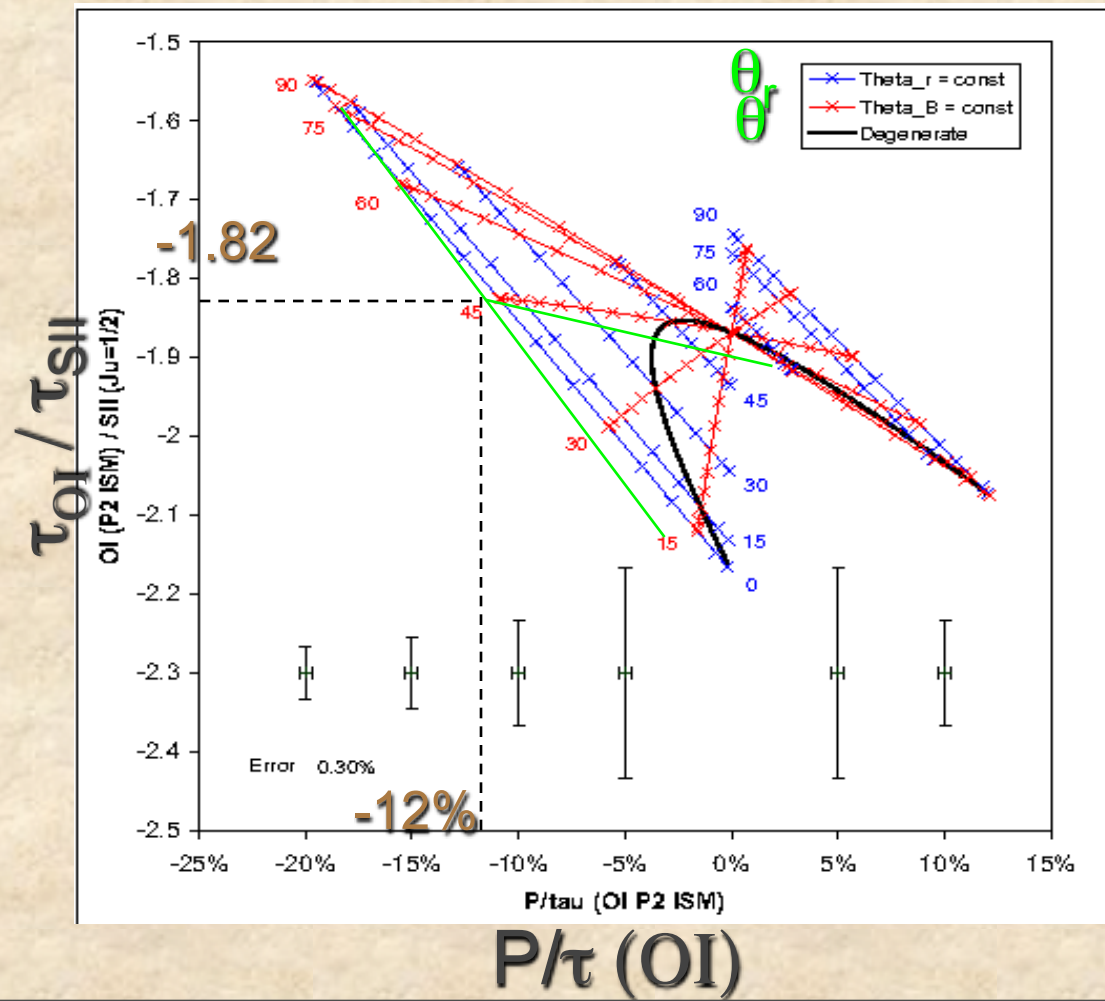 θr
θ
Theta_r = const
Theta_B = const
Degenerate
-1.5
-1.6
-1.7
-1.8
-1.9
-2
-2.1
-2.2
-2.3
-2.4
-2.5
90
75
60
45
30
15
90
75
60
45
30
15
0
-1.82
-12%
Error 0.30%
τOI / τSII
OI (P2 ISM) / SII (Ju=1/2)
-25% -20% -15% -10% -5% 0% 5% 10% 15%
P/tau (OI P2 ISM)
P/τ (OI)